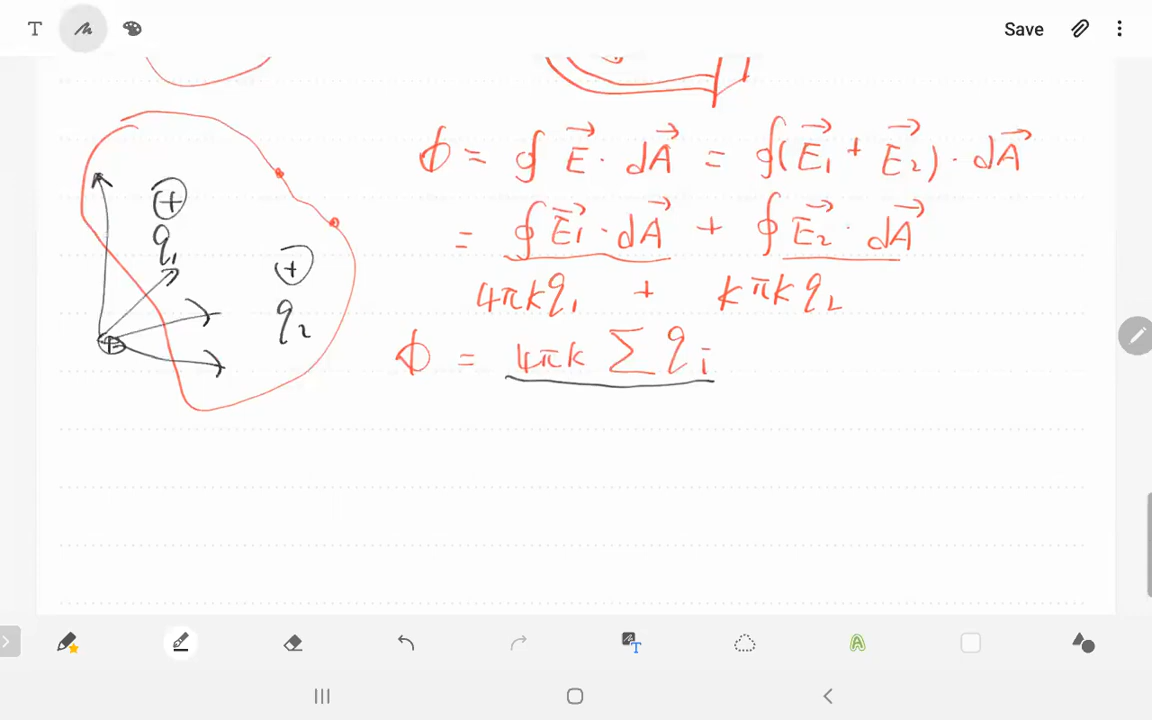 T Save
Φ = ∮ E⃗ · dA⃗ = ∮(E⃗₁ + E⃗₂) · dA⃗
= ∮ E⃗₁ · dA⃗ + ∮ E⃗₂ · dA⃗
4πkq₁ + kπkq₂
Φ = 4πk Σ qᵢ
+
q₁
+
q₂
+
T
A